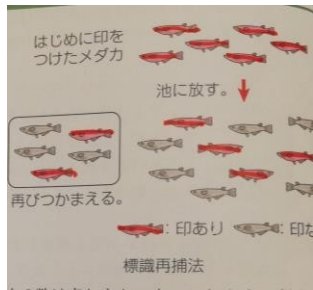 はじめに印を
つけたメダカ
池に放す。
再びつかまえる。
:印あり :印な
標識再捕法